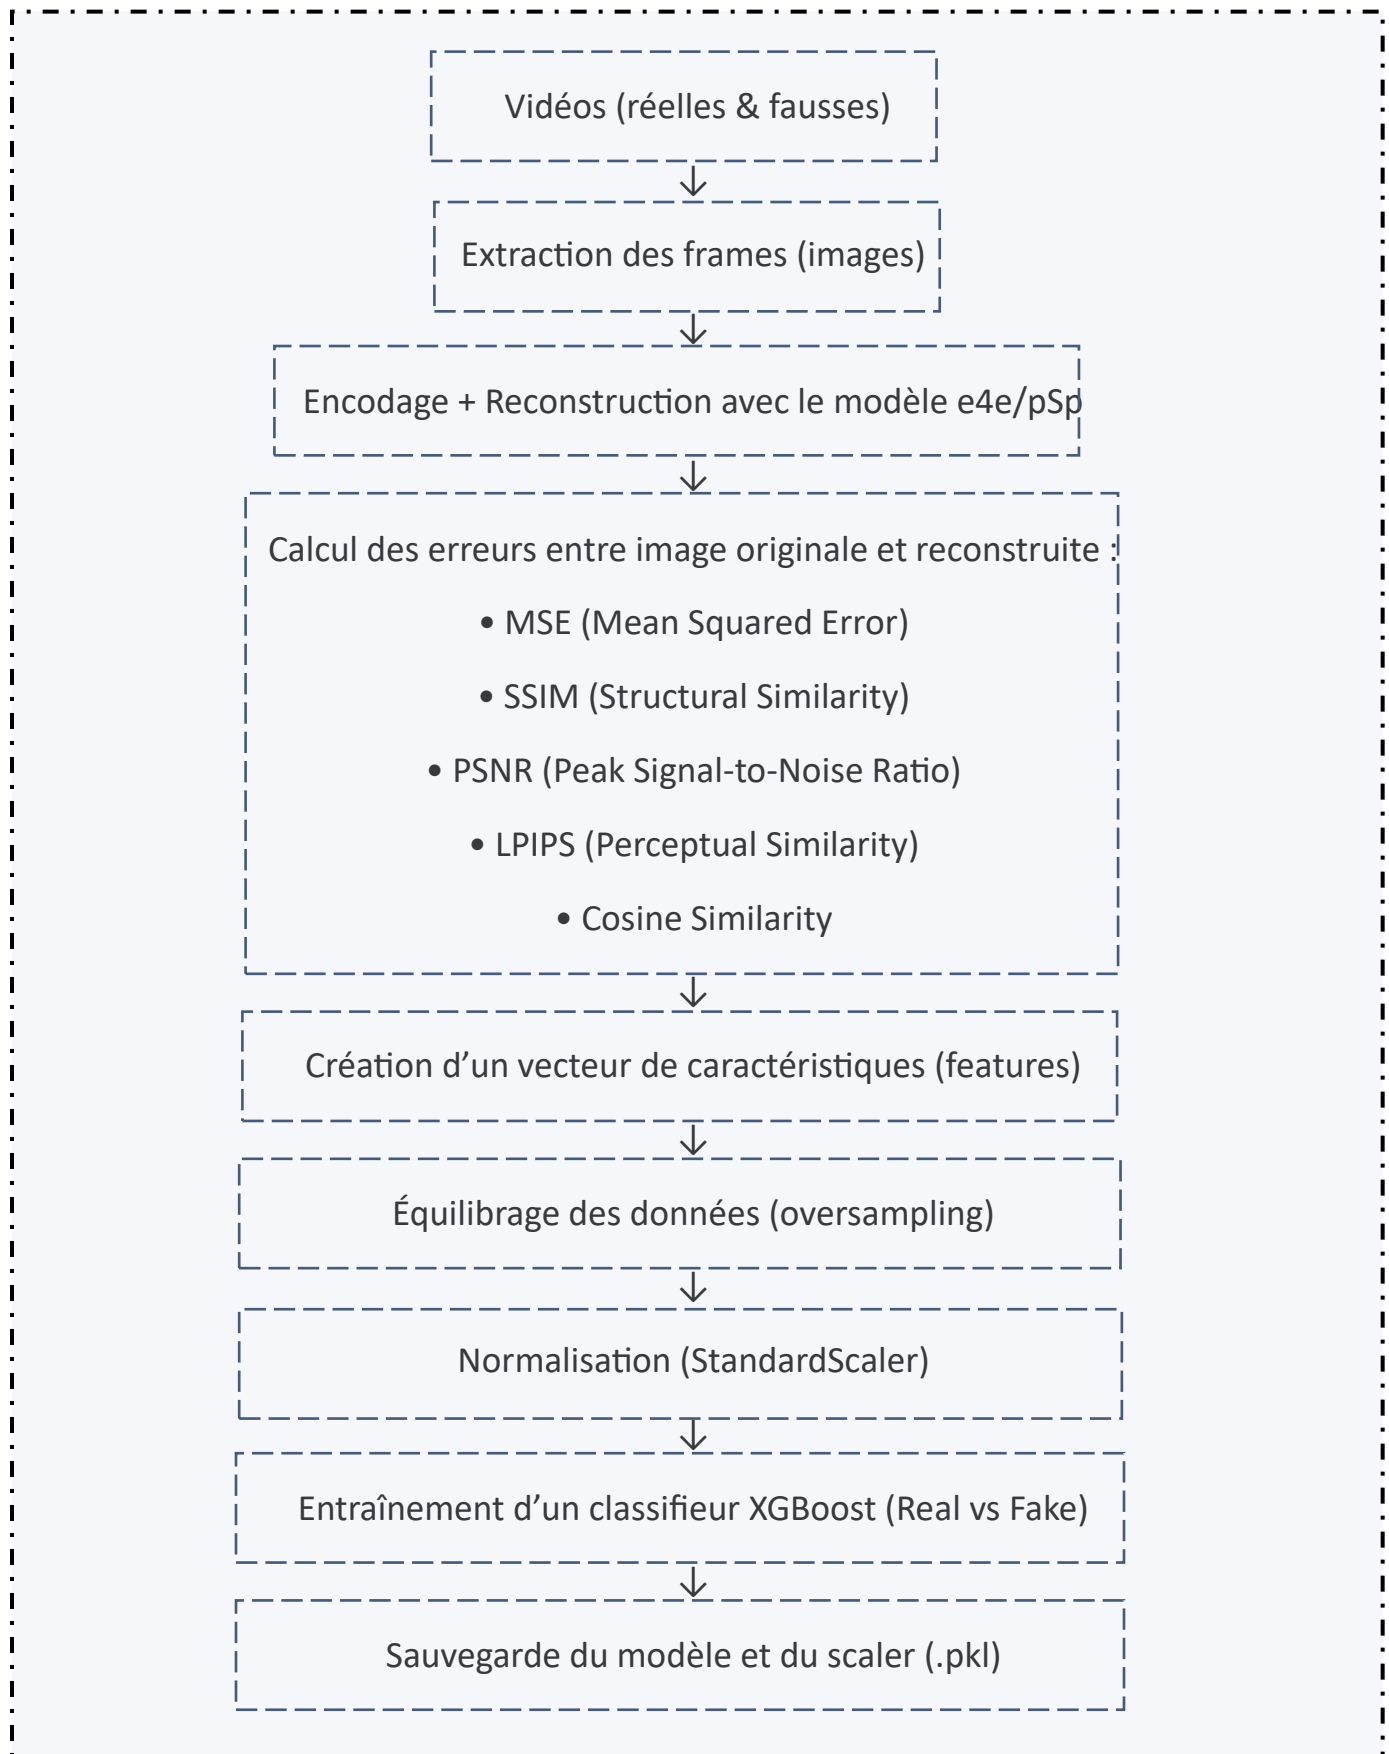 Vidéos (réelles & fausses)
Extraction des frames (images)
Encodage + Reconstruction avec le modèle e4e/pSp
Calcul des erreurs entre image originale et reconstruite :
• MSE (Mean Squared Error)
• SSIM (Structural Similarity)
• PSNR (Peak Signal-to-Noise Ratio)
• LPIPS (Perceptual Similarity)
• Cosine Similarity
Création d’un vecteur de caractéristiques (features)
Équilibrage des données (oversampling)
Normalisation (StandardScaler)
Entraînement d’un classifieur XGBoost (Real vs Fake)
Sauvegarde du modèle et du scaler (.pkl)